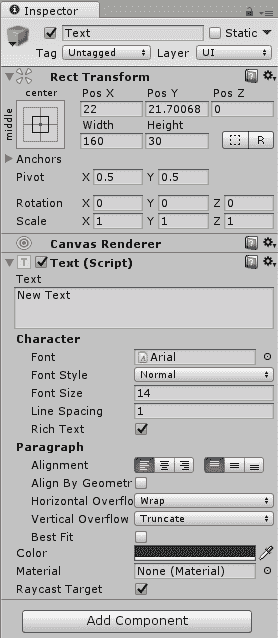 Inspector
Text Static
Tag Untagged Layer UI
Rect Transform
center Pos X Pos Y Pos Z
middle 22 21.70068 0
Width Height
160 30 R
Anchors
Pivot X 0.5 Y 0.5
Rotation X 0 Y 0 Z 0
Scale X 1 Y 1 Z 1
Canvas Renderer
T Text (Script)
Text
New Text
Character
Font Arial
Font Style Normal
Font Size 14
Line Spacing 1
Rich Text
Paragraph
Alignment
Align By Geometr
Horizontal Overflo Wrap
Vertical Overflow Truncate
Best Fit
Color
Material None (Material)
Raycast Target
Add Component